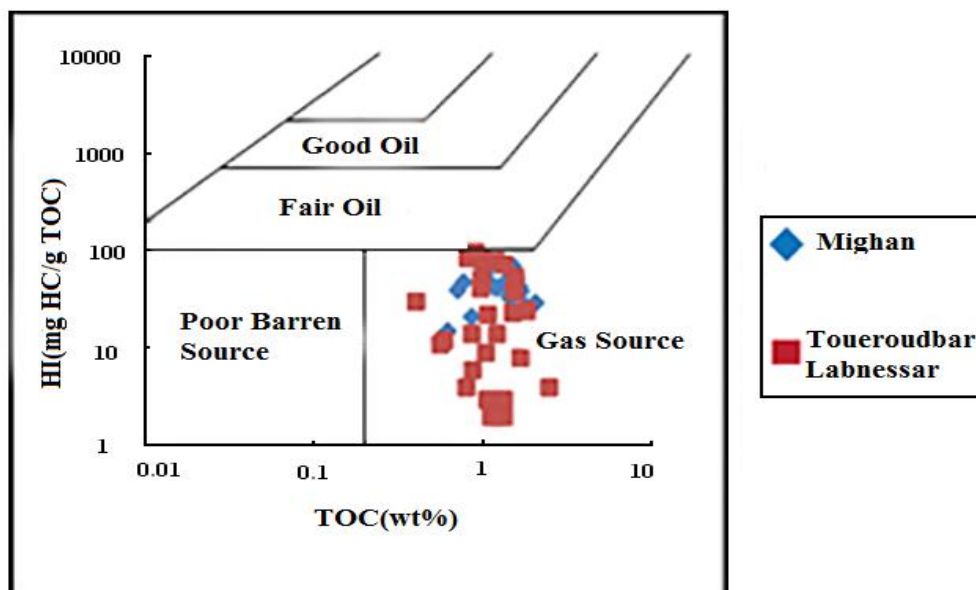 10000
1000
100
10
1
HI(mg HC/g TOC)
Good Oil
Fair Oil
Poor Barren
Source
Gas Source
0.01
0.1
1
10
TOC(wt%)
Mighan
Toueroudbar
Labnessar